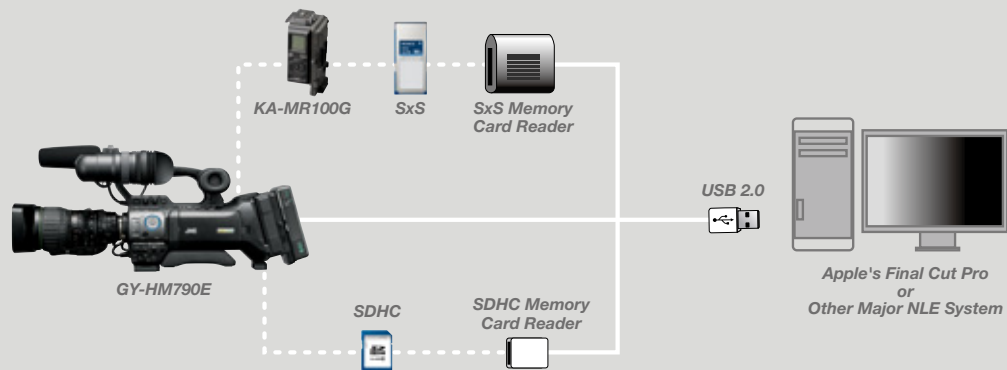 KA-MR100G
SxS
SxS Memory
Card Reader
USB 2.0
GY-HM790E
Apple's Final Cut Pro
or
Other Major NLE System
SDHC
SDHC Memory
Card Reader